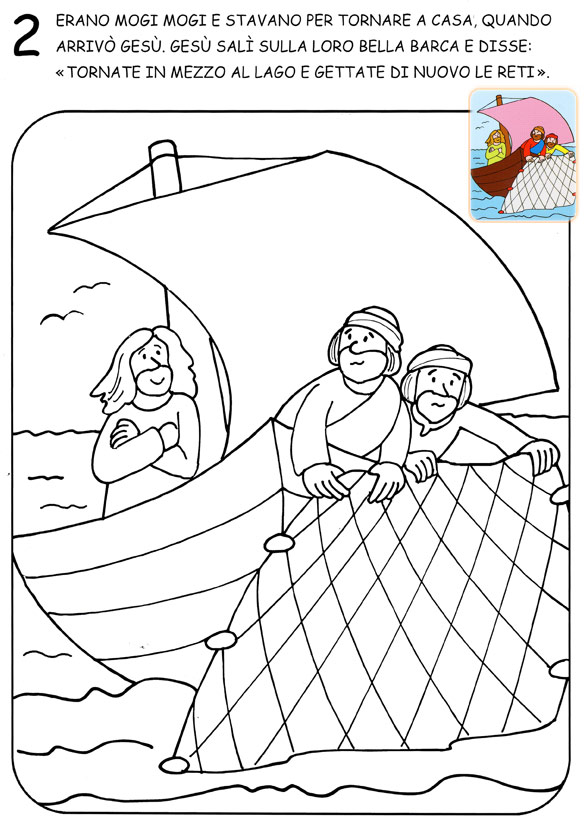 2
ERANO MOGI MOGI E STAVANO PER TORNARE A CASA, QUANDO
ARRIVÒ GESÙ. GESÙ SALÌ SULLA LORO BELLA BARCA E DISSE:
«TORNATE IN MEZZO AL LAGO E GETTATE DI NUOVO LE RETI».